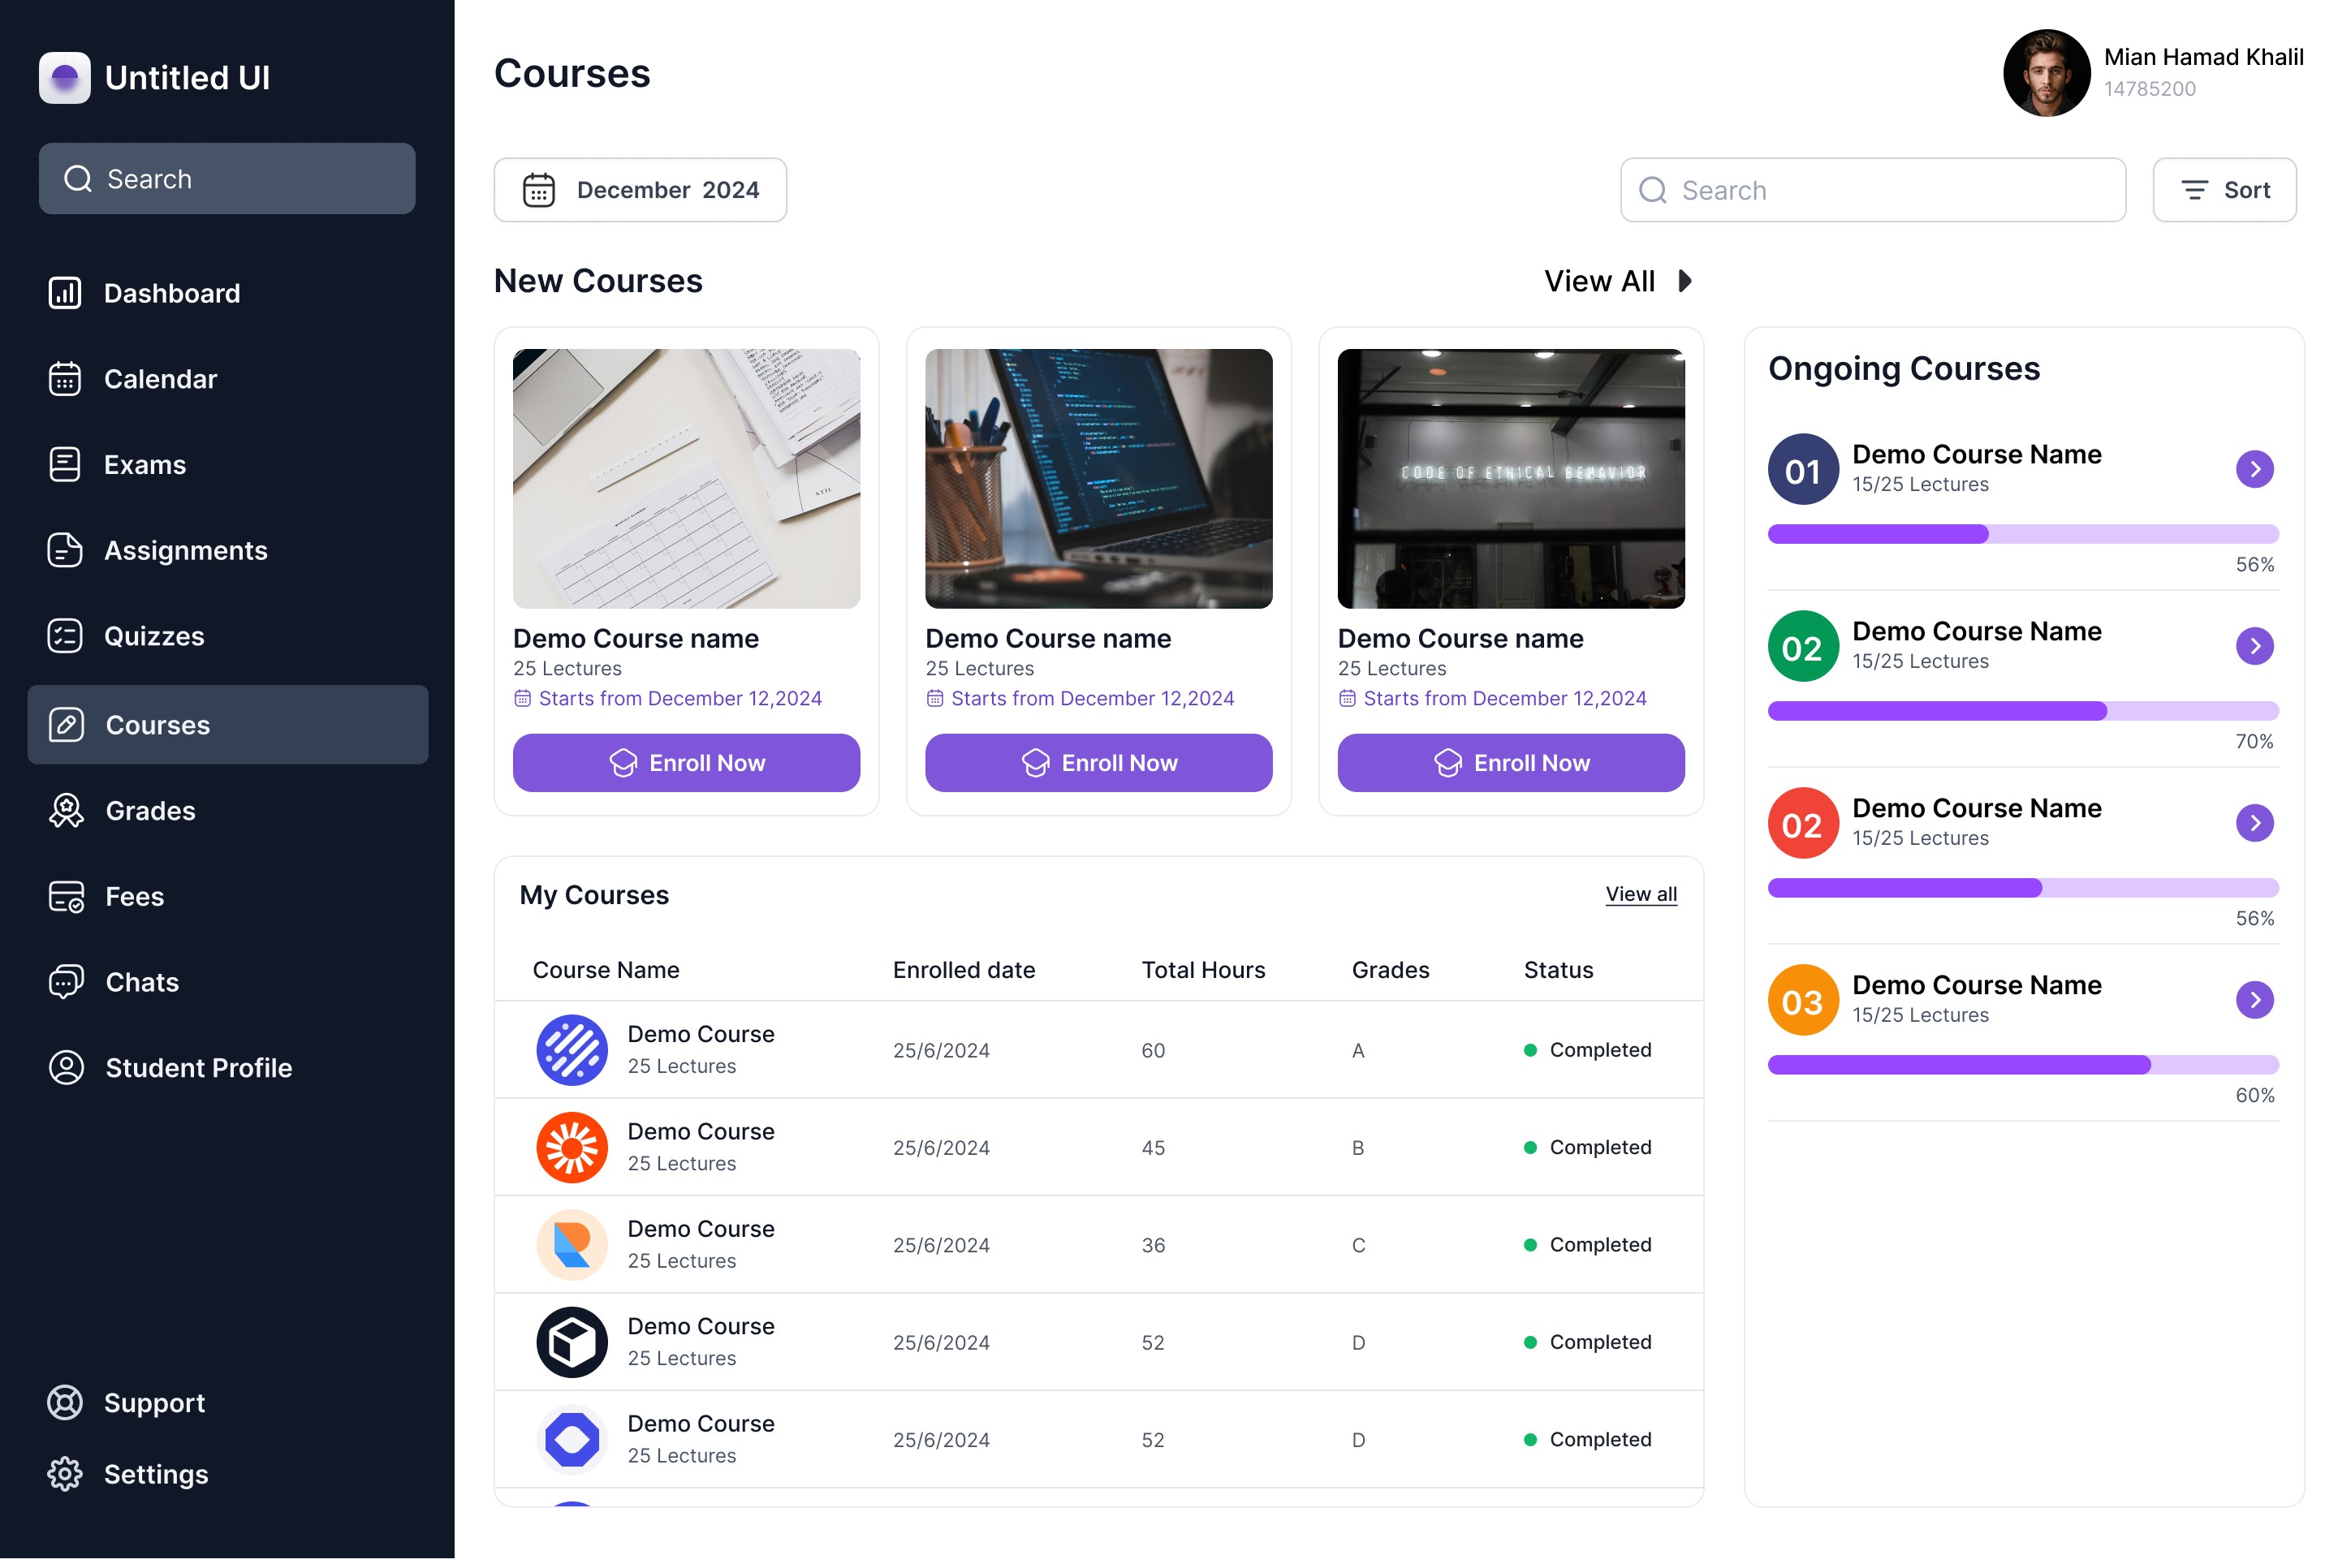 Untitled UI
Search
Dashboard
Calendar
Exams
Assignments
Quizzes
Courses
Grades
Fees
Chats
Student Profile
Support
Settings
Courses
Mian Hamad Khalil
14785200
December 2024
Search
Sort
New Courses
View All
MONTHLY PLANNER
CODE OF ETHICAL BEHAVIOR
Demo Course name
25 Lectures
Starts from December 12,2024
Enroll Now
Demo Course name
25 Lectures
Starts from December 12,2024
Enroll Now
Demo Course name
25 Lectures
Starts from December 12,2024
Enroll Now
My Courses
View all
Course Name Enrolled date Total Hours Grades Status
Demo Course
25 Lectures
25/6/2024 60 A Completed
Demo Course
25 Lectures
25/6/2024 45 B Completed
Demo Course
25 Lectures
25/6/2024 36 C Completed
Demo Course
25 Lectures
25/6/2024 52 D Completed
Demo Course
25 Lectures
25/6/2024 52 D Completed
Ongoing Courses
01
Demo Course Name
15/25 Lectures
56%
02
Demo Course Name
15/25 Lectures
70%
02
Demo Course Name
15/25 Lectures
56%
03
Demo Course Name
15/25 Lectures
60%